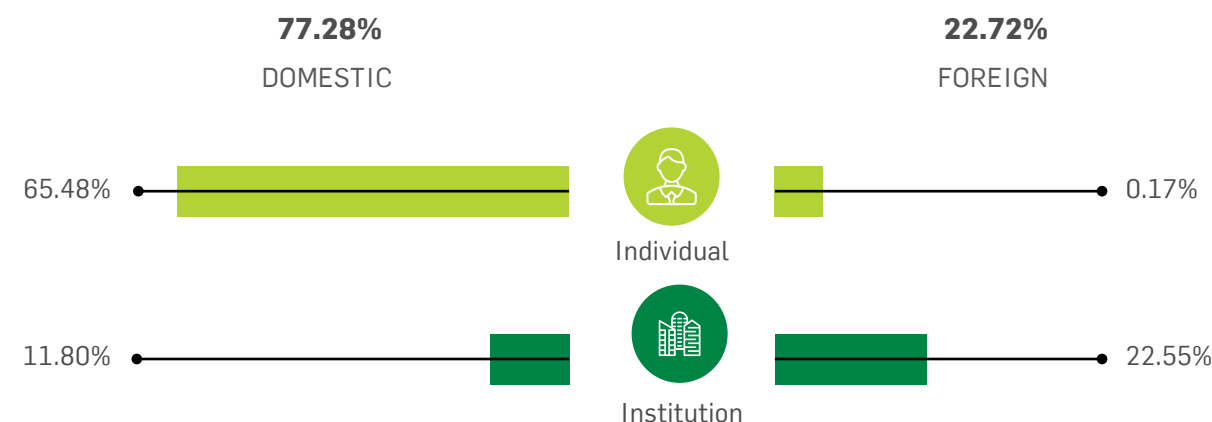 77.28%
DOMESTIC
22.72%
FOREIGN
65.48%
Individual
0.17%
11.80%
Institution
22.55%